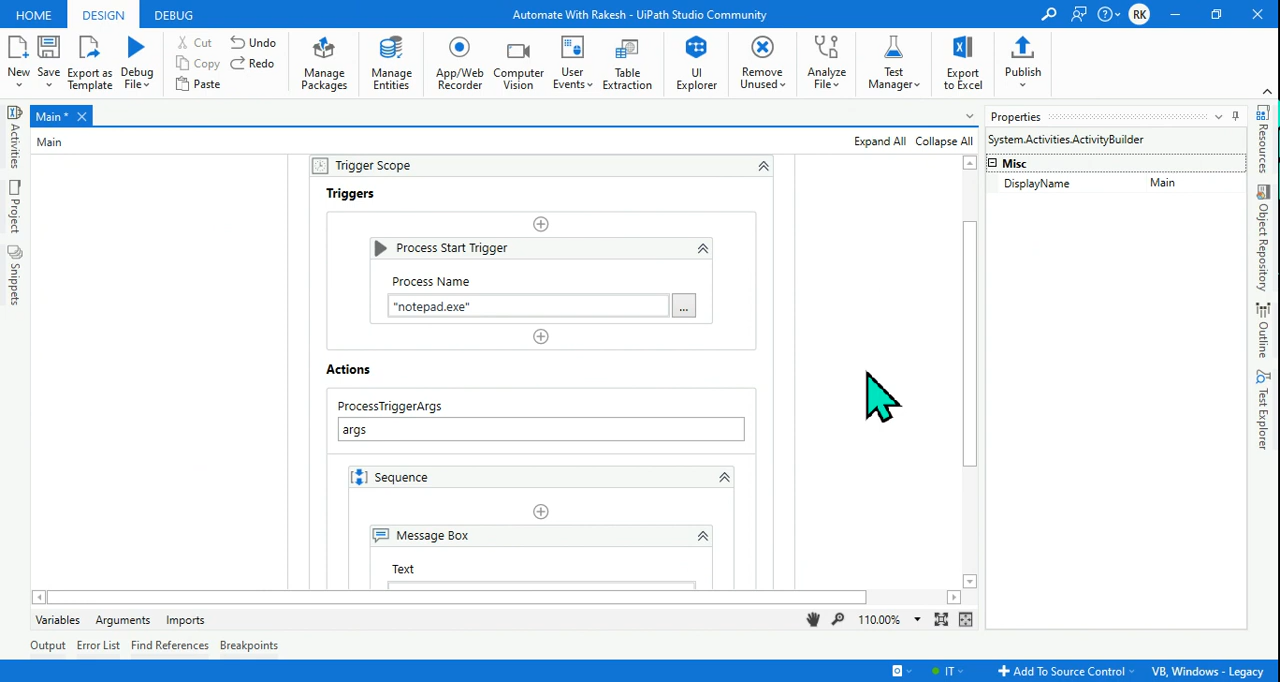 HOME DESIGN DEBUG Automate With Rakesh - UiPath Studio Community RK
New
Save
Export as
Template
Debug
File
Cut
Copy
Paste
Undo
Redo
Manage
Packages
Manage
Entities
App/Web
Recorder
Computer
Vision
User
Events
Table
Extraction
UI
Explorer
Remove
Unused
Analyze
File
Test
Manager
Export
to Excel
Publish
Activities
Project
Snippets
Main *
Main Expand All Collapse All
Trigger Scope
Triggers
Process Start Trigger
Process Name
"notepad.exe" ...
Actions
ProcessTriggerArgs
args
Sequence
Message Box
Text
Properties
System.Activities.ActivityBuilder
Misc
DisplayName Main
Resources
Object Repository
Outline
Test Explorer
Variables Arguments Imports 110.00%
Output Error List Find References Breakpoints
IT Add To Source Control VB, Windows - Legacy